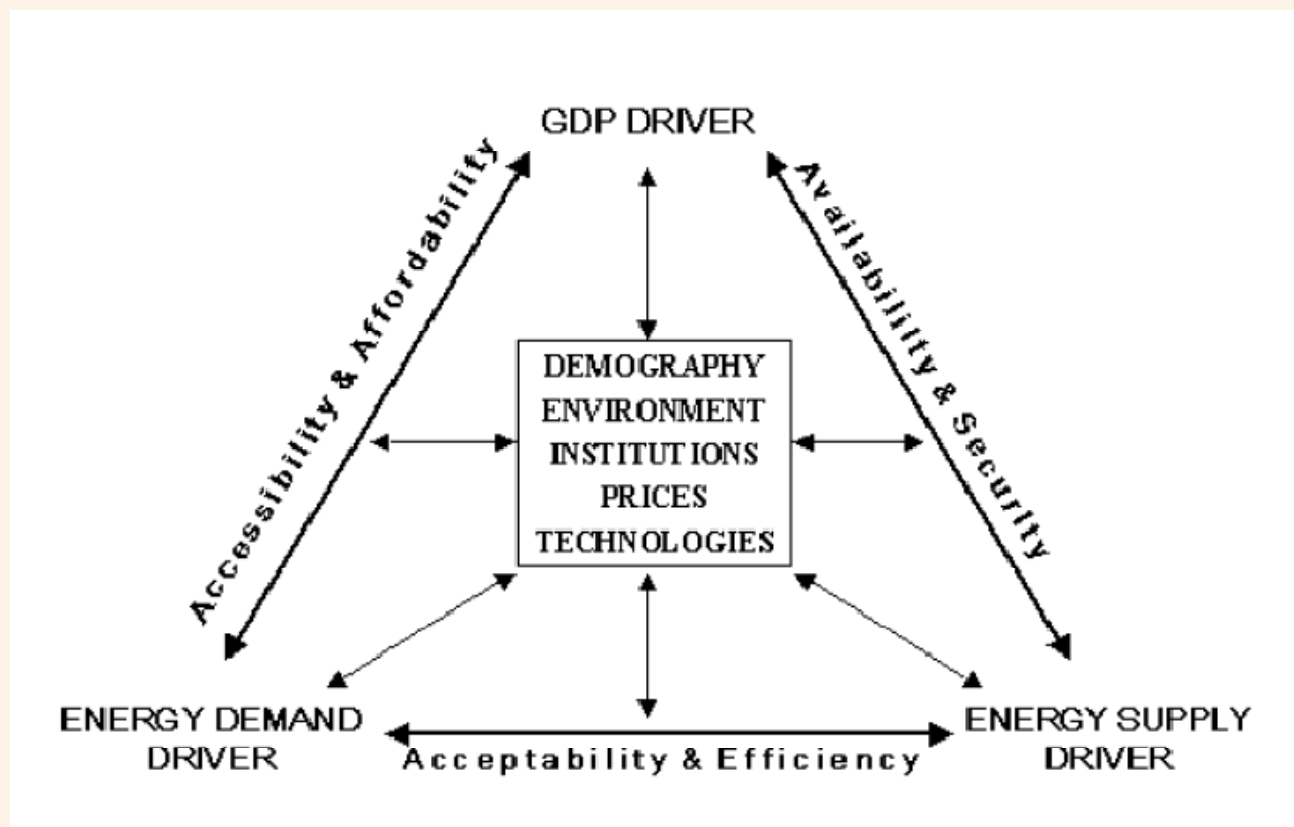 GDP DRIVER
Accessibility & Affordability
Availability & Security
DEMOGRAPHY
ENVIRONMENT
INSTITUTIONS
PRICES
TECHNOLOGIES
ENERGY DEMAND
DRIVER
Acceptability & Efficiency
ENERGY SUPPLY
DRIVER